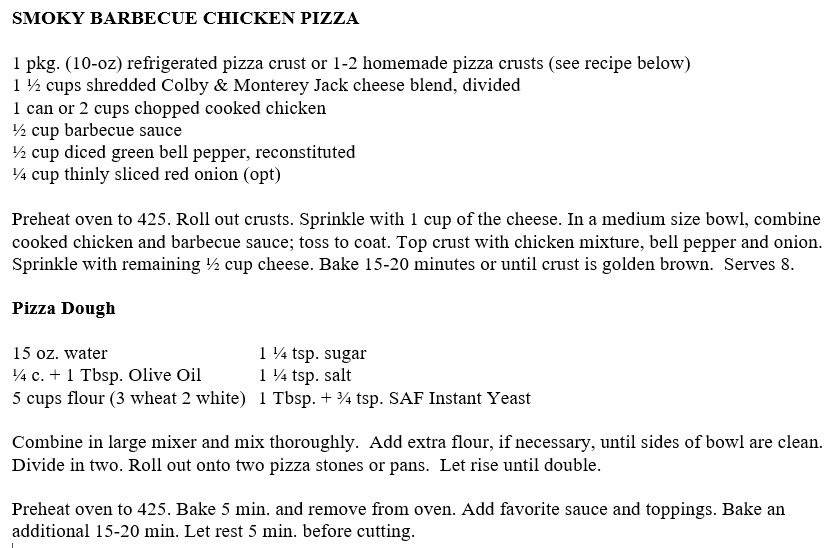 SMOKY BARBECUE CHICKEN PIZZA
1 pkg. (10-oz) refrigerated pizza crust or 1-2 homemade pizza crusts (see recipe below)
1 ½ cups shredded Colby & Monterey Jack cheese blend, divided
1 can or 2 cups chopped cooked chicken
½ cup barbecue sauce
½ cup diced green bell pepper, reconstituted
¼ cup thinly sliced red onion (opt)
Preheat oven to 425. Roll out crusts. Sprinkle with 1 cup of the cheese. In a medium size bowl, combine
cooked chicken and barbecue sauce; toss to coat. Top crust with chicken mixture, bell pepper and onion.
Sprinkle with remaining ½ cup cheese. Bake 15-20 minutes or until crust is golden brown.  Serves 8.
Pizza Dough
15 oz. water 1 ¼ tsp. sugar
¼ c. + 1 Tbsp. Olive Oil 1 ¼ tsp. salt
5 cups flour (3 wheat 2 white) 1 Tbsp. + ¾ tsp. SAF Instant Yeast
Combine in large mixer and mix thoroughly.  Add extra flour, if necessary, until sides of bowl are clean.
Divide in two. Roll out onto two pizza stones or pans.  Let rise until double.
Preheat oven to 425. Bake 5 min. and remove from oven. Add favorite sauce and toppings. Bake an
additional 15-20 min. Let rest 5 min. before cutting.